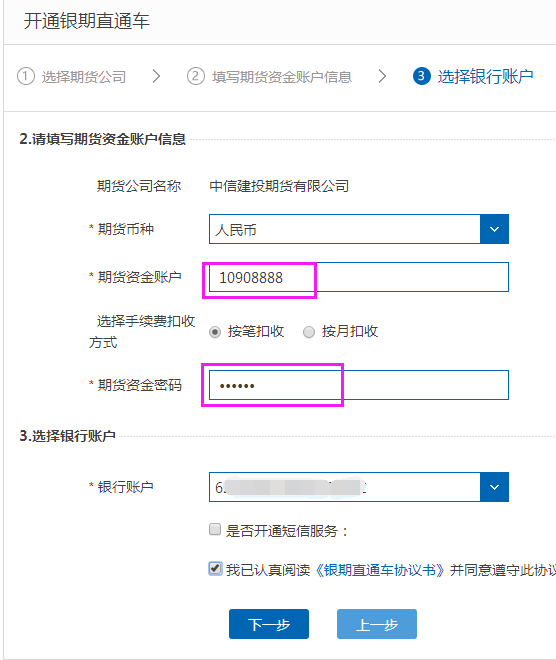 开通银期直通车
1 选择期货公司 2 填写期货资金账户信息 3 选择银行账户
2.请填写期货资金账户信息
期货公司名称 中信建投期货有限公司
* 期货币种 人民币
* 期货资金账户 10908888
选择手续费扣收
方式
按笔扣收 按月扣收
* 期货资金密码 ••••••
3.选择银行账户
* 银行账户 6
是否开通短信服务：
我已认真阅读《银期直通车协议书》并同意遵守此协议
下一步 上一步